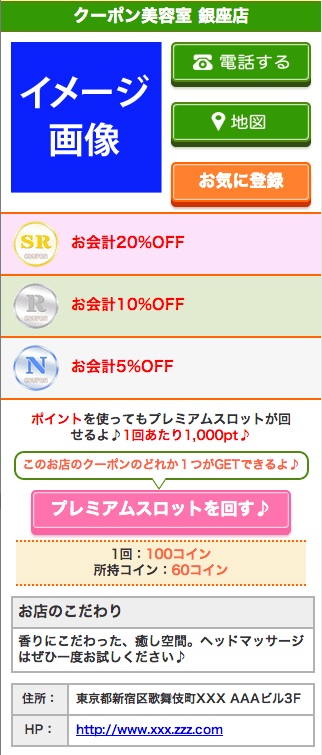 クーポン美容室 銀座店
イメージ
画像
電話する
地図
お気に登録
SR
COUPON
お会計20%OFF
R
COUPON
お会計10%OFF
N
COUPON
お会計5%OFF
ポイントを使ってもプレミアムスロットが回
せるよ♪1回あたり1,000pt♪
このお店のクーポンのどれか１つがGETできるよ♪
プレミアムスロットを回す♪
1回：100コイン
所持コイン：60コイン
お店のこだわり
香りにこだわった、癒し空間。ヘッドマッサージ
はぜひ一度お試しください♪
住所： 東京都新宿区歌舞伎町XXX AAAビル3F
HP： http://www.xxx.zzz.com